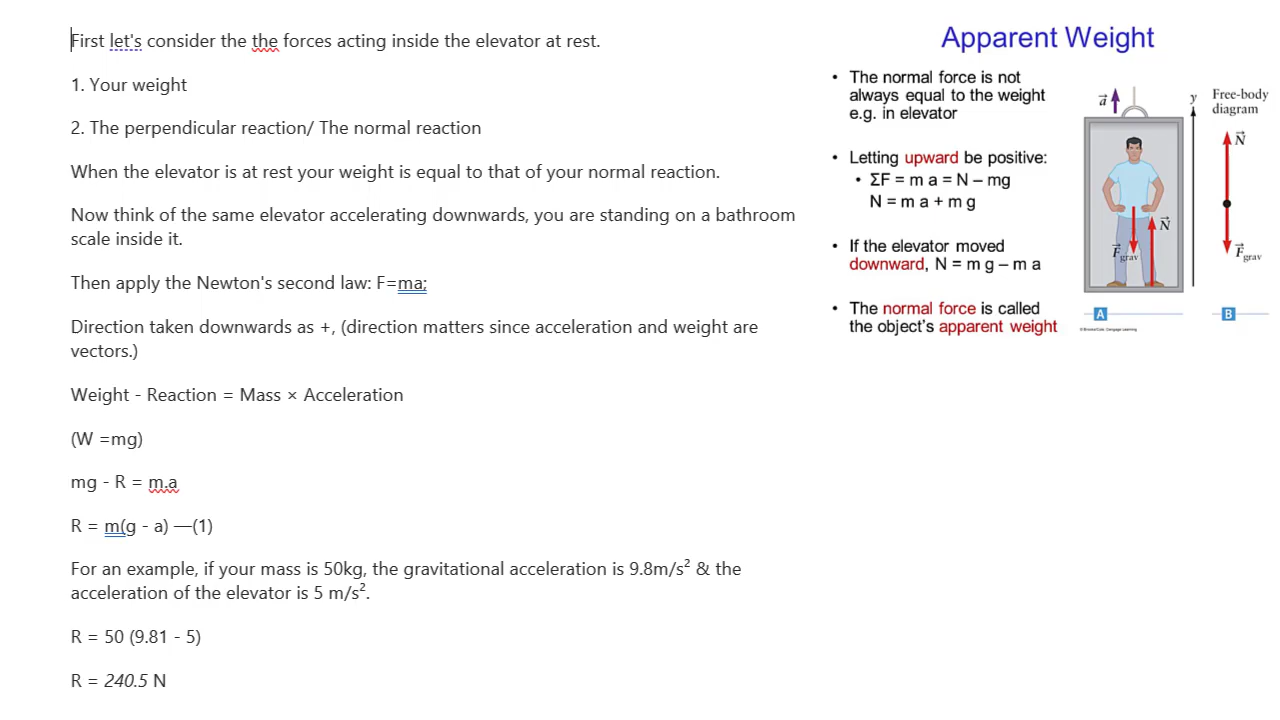 First let's consider the the forces acting inside the elevator at rest.
1. Your weight
2. The perpendicular reaction/ The normal reaction
When the elevator is at rest your weight is equal to that of your normal reaction.
Now think of the same elevator accelerating downwards, you are standing on a bathroom
scale inside it.
Then apply the Newton's second law: F=ma;
Direction taken downwards as +, (direction matters since acceleration and weight are
vectors.)
Weight - Reaction = Mass × Acceleration
(W =mg)
mg - R = m.a
R = m(g - a) —(1)
For an example, if your mass is 50kg, the gravitational acceleration is 9.8m/s² & the
acceleration of the elevator is 5 m/s².
R = 50 (9.81 - 5)
R = 240.5 N
Apparent Weight
• The normal force is not
always equal to the weight
e.g. in elevator
• Letting upward be positive:
• ΣF = m a = N – mg
N = m a + m g
• If the elevator moved
downward, N = m g – m a
• The normal force is called
the object's apparent weight
a⃗
y
Free-body
diagram
N⃗
N⃗
F⃗grav
F⃗grav
A
B
© Brooks/Cole, Cengage Learning